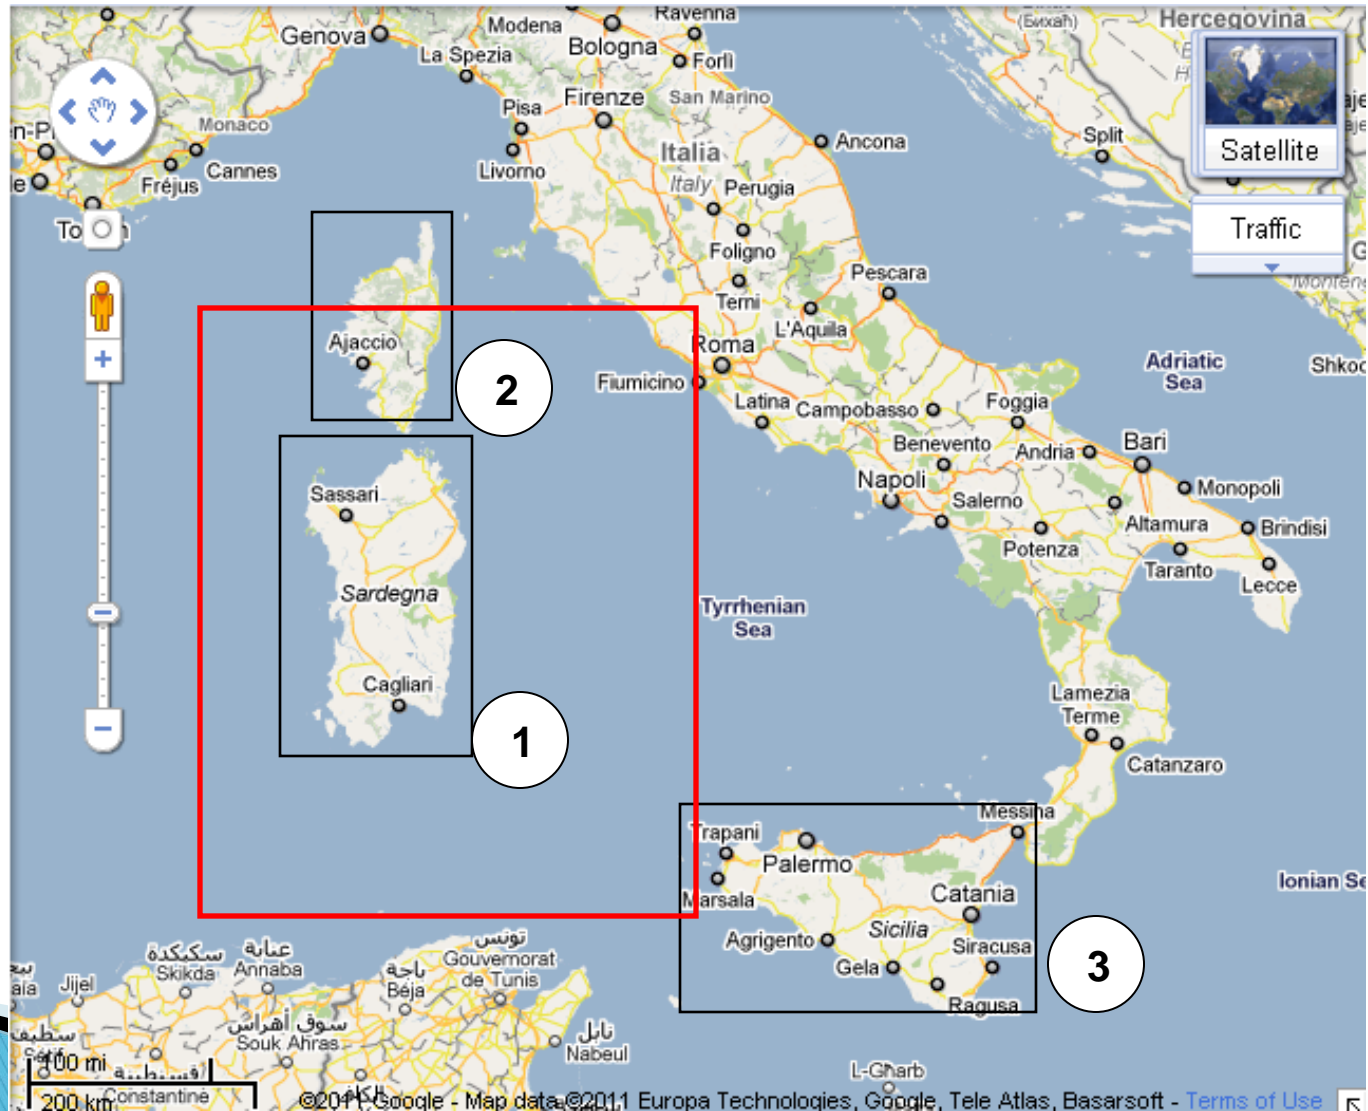 Ravenna
Modena
(Бихаћ)
Hercegovina
Genova
Bologna
La Spezia
Forlì
Satellite
Firenze
San Marino
Pisa
Monaco
Ancona
Split
Italia
Italy
Perugia
Livorno
Cannes
Fréjus
Traffic
Foligno
Pescara
Terni
L'Aquila
Ajaccio
Roma
Adriatic
Sea
Fiumicino
2
Latina
Campobasso
Foggia
Benevento
Andria
Bari
Napoli
Sassari
Salerno
Monopoli
Altamura
Brindisi
Potenza
Taranto
Lecce
Sardegna
Tyrrhenian
Sea
Cagliari
Lamezia
Terme
1
Catanzaro
Messina
Trapani
Palermo
Ionian Se
Marsala
Catania
Sicilia
Agrigento
Siracusa
Gela
3
Ragusa
سكيكدة
Skikda
عنابة
Annaba
تونس
Gouvernorat
de Tunis
باجة
Béja
Jijel
سوق أهراس
Souk Ahras
سطيف
نابل
Nabeul
100 mi
قسنطينة
Constantine
L-Għarb
200 km
©2011 Google - Map data ©2011 Europa Technologies, Google, Tele Atlas, Basarsoft - Terms of Use